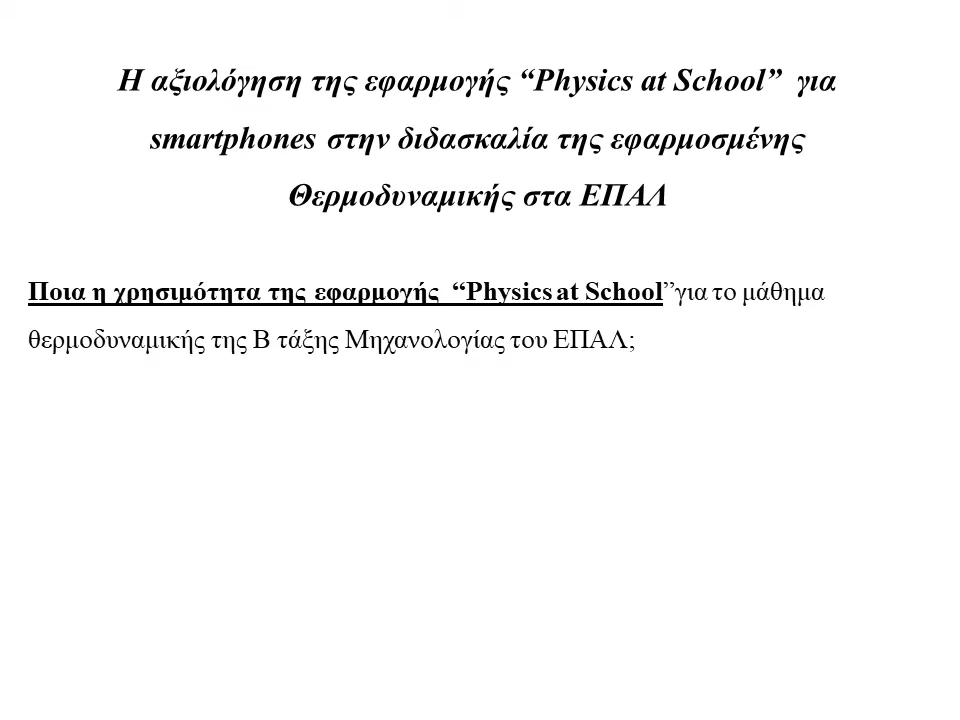 Η αξιολόγηση της εφαρμογής “Physics at School” για
smartphones στην διδασκαλία της εφαρμοσμένης
Θερμοδυναμικής στα ΕΠΑΛ
Ποια η χρησιμότητα της εφαρμογής “Physics at School”για το μάθημα
θερμοδυναμικής της Β τάξης Μηχανολογίας του ΕΠΑΛ;